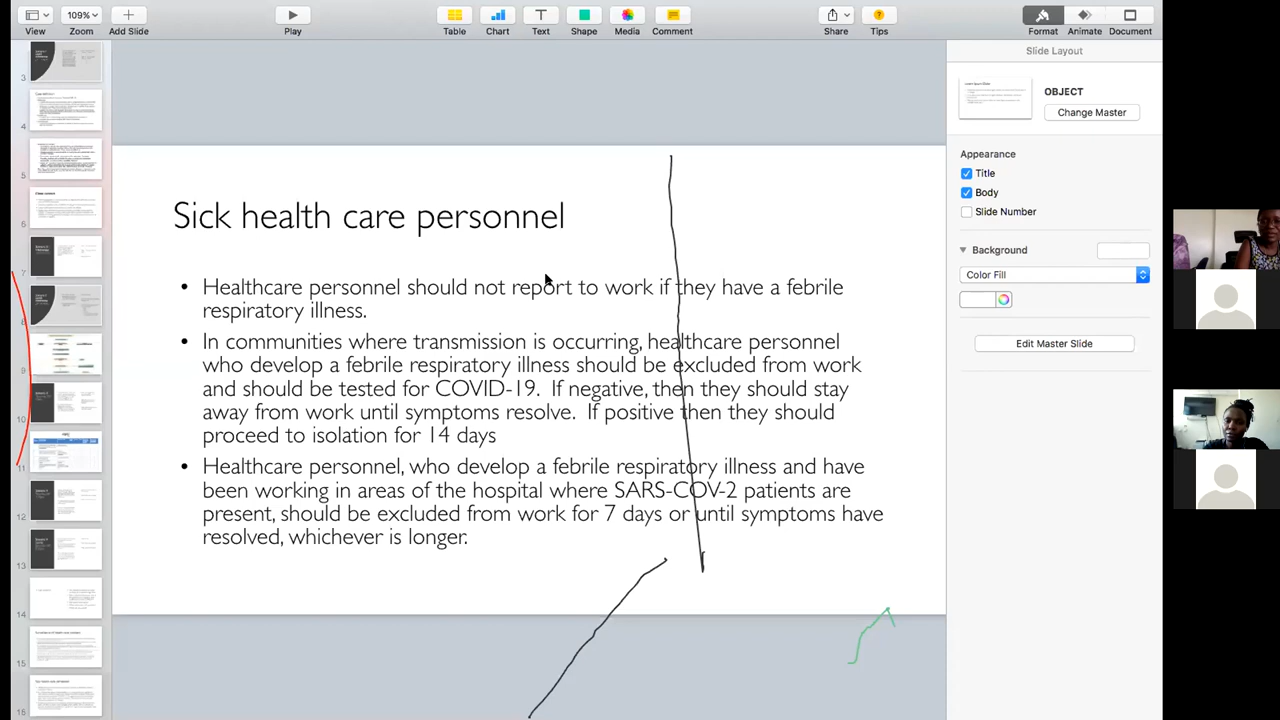 View
109%
Zoom
Add Slide
Play
Table
Chart
Text
Shape
Media
Comment
Share
Tips
Format
Animate
Document
Slide Layout
OBJECT
Change Master
Appearance
Title
Body
Slide Number
Background
Color Fill
Edit Master Slide
3
4
5
6
7
8
9
10
11
12
13
14
15
16
Sick health care personnel
• Healthcare personnel should not report to work if they have a febrile
respiratory illness.
• In communities where transmission is occurring, healthcare personnel
who develop a febrile respiratory illness should be excluded from work
and should be tested for COVID-19. If negative, then they should stay
away from work until symptoms resolve. If positive then they should
proceed to isolation for 14 days
• Healthcare personnel, who develop a febrile respiratory illness and have
been working in areas of the hospital where SARS-COV-2 patients are
present, should be excluded from work for 7 days or until symptoms have
resolved, whichever is longer.